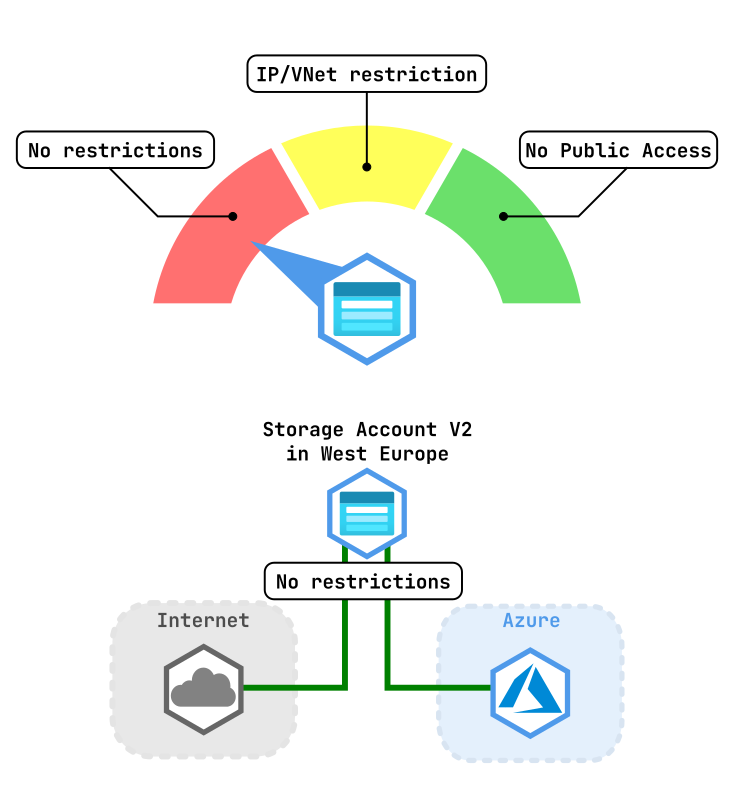 IP/VNet restriction
No restrictions
No Public Access
Storage Account V2
in West Europe
No restrictions
Internet
Azure